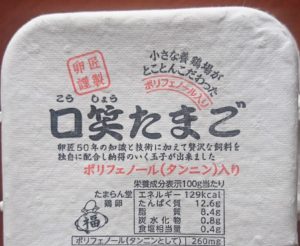 卵匠
謹製
小さな養鶏場が
とことんこだわった
ポリフェノール入り
こう しょう
口笑たまご
卵匠50年の知識と技術に加えて贅沢な飼料を
独自に配合し納得のいく玉子が出来ました
ポリフェノール(タンニン)入り
たまらん堂
鶏卵
福
栄養成分表示100g当たり
エネルギー 129kcal
たんぱく質 12.6g
脂質 8.4g
炭水化物 0.8g
食塩相当量 0.4g
ポリフェノール(タンニンとして) 260mg